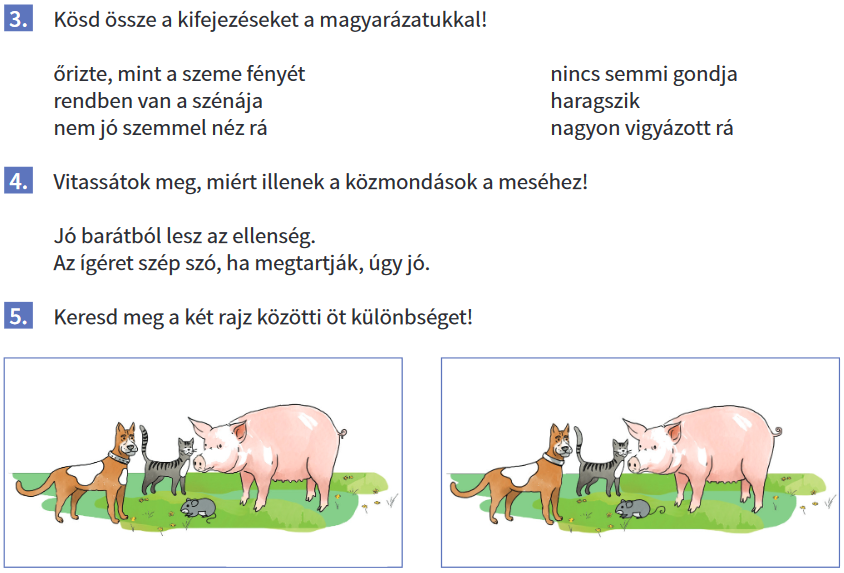 3. Kösd össze a kifejezéseket a magyarázatukkal!
őrizte, mint a szeme fényét nincs semmi gondja
rendben van a szénája haragszik
nem jó szemmel néz rá nagyon vigyázott rá
4. Vitassátok meg, miért illenek a közmondások a meséhez!
Jó barátból lesz az ellenség.
Az ígéret szép szó, ha megtartják, úgy jó.
5. Keresd meg a két rajz közötti öt különbséget!